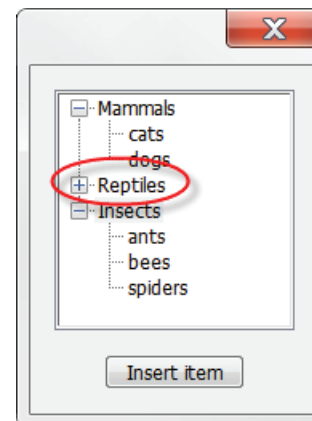 Mammals
cats
dogs
Reptiles
Insects
ants
bees
spiders
Insert item